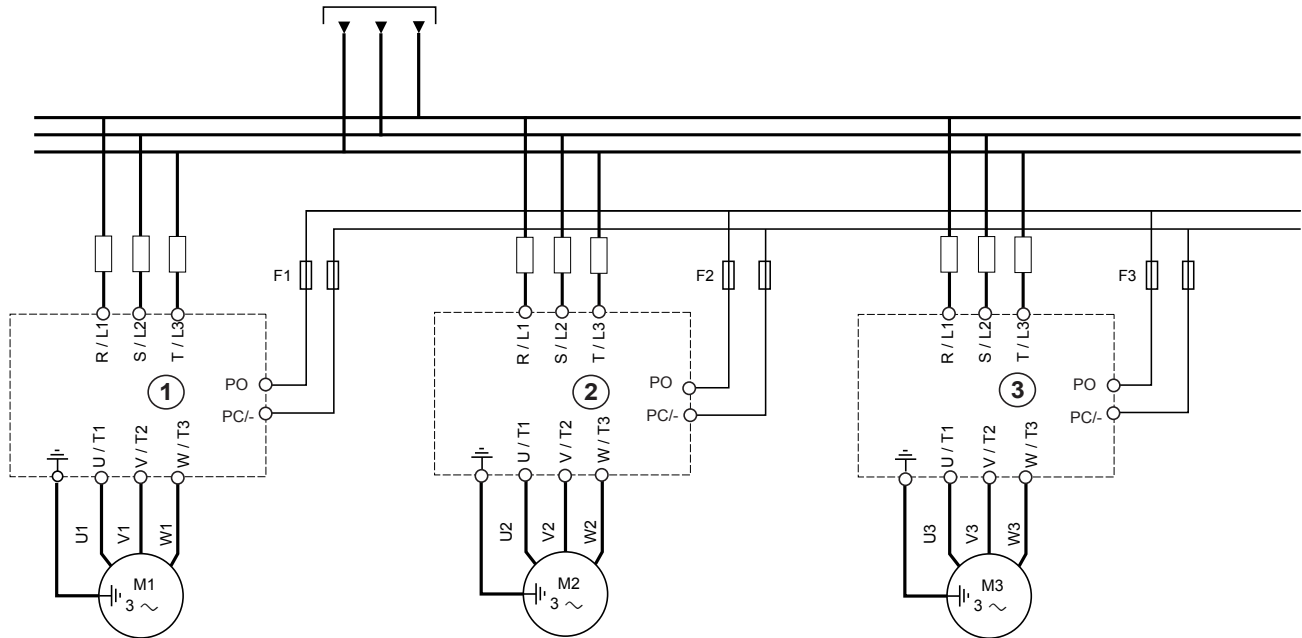 F1
F2
F3
R / L1
S / L2
T / L3
R / L1
S / L2
T / L3
R / L1
S / L2
T / L3
1
PO
PC/-
2
PO
PC/-
3
PO
PC/-
U / T1
V / T2
W / T3
U / T1
V / T2
W / T3
U / T1
V / T2
W / T3
U1
V1
W1
U2
V2
W2
U3
V3
W3
M1
3 ~
M2
3 ~
M3
3 ~